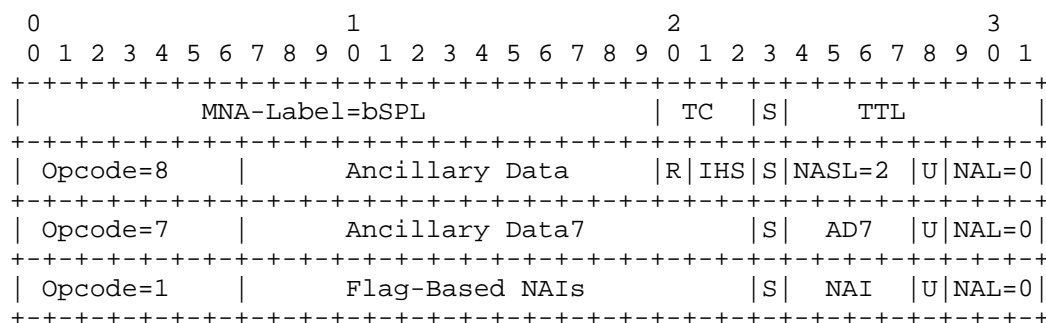 0                   1                   2                   3
 0 1 2 3 4 5 6 7 8 9 0 1 2 3 4 5 6 7 8 9 0 1 2 3 4 5 6 7 8 9 0 1
+-+-+-+-+-+-+-+-+-+-+-+-+-+-+-+-+-+-+-+-+-+-+-+-+-+-+-+-+-+-+-+-+
|           MNA-Label=bSPL              | TC  |S|    TTL        |
+-+-+-+-+-+-+-+-+-+-+-+-+-+-+-+-+-+-+-+-+-+-+-+-+-+-+-+-+-+-+-+-+
| Opcode=8    |      Ancillary Data     |R|IHS|S|NASL=2 |U|NAL=0|
+-+-+-+-+-+-+-+-+-+-+-+-+-+-+-+-+-+-+-+-+-+-+-+-+-+-+-+-+-+-+-+-+
| Opcode=7    |      Ancillary Data7          |S|  AD7  |U|NAL=0|
+-+-+-+-+-+-+-+-+-+-+-+-+-+-+-+-+-+-+-+-+-+-+-+-+-+-+-+-+-+-+-+-+
| Opcode=1    |      Flag-Based NAIs          |S|  NAI  |U|NAL=0|
+-+-+-+-+-+-+-+-+-+-+-+-+-+-+-+-+-+-+-+-+-+-+-+-+-+-+-+-+-+-+-+-+